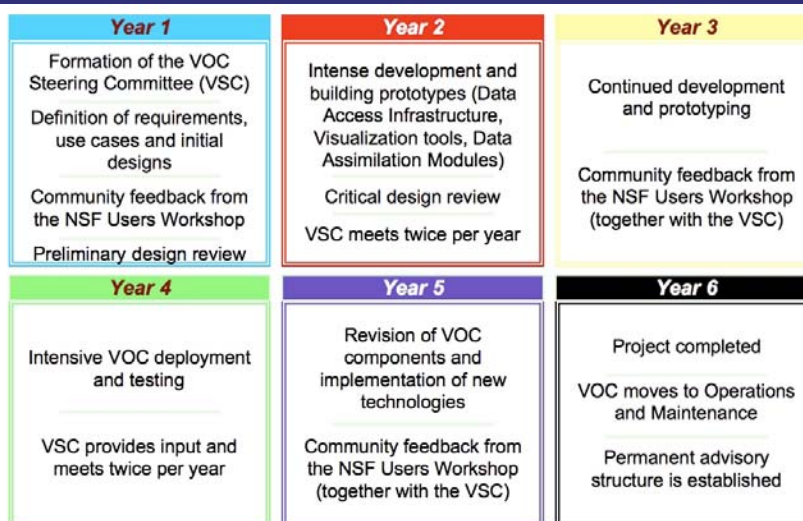 Year 1
Formation of the VOC
Steering Committee (VSC)
Definition of requirements,
use cases and initial
designs
Community feedback from
the NSF Users Workshop
Preliminary design review
Year 2
Intense development and
building prototypes (Data
Access Infrastructure,
Visualization tools, Data
Assimilation Modules)
Critical design review
VSC meets twice per year
Year 3
Continued development
and prototyping
Community feedback from
the NSF Users Workshop
(together with the VSC)
Year 4
Intensive VOC deployment
and testing
VSC provides input and
meets twice per year
Year 5
Revision of VOC
components and
implementation of new
technologies
Community feedback from
the NSF Users Workshop
(together with the VSC)
Year 6
Project completed
VOC moves to Operations
and Maintenance
Permanent advisory
structure is established